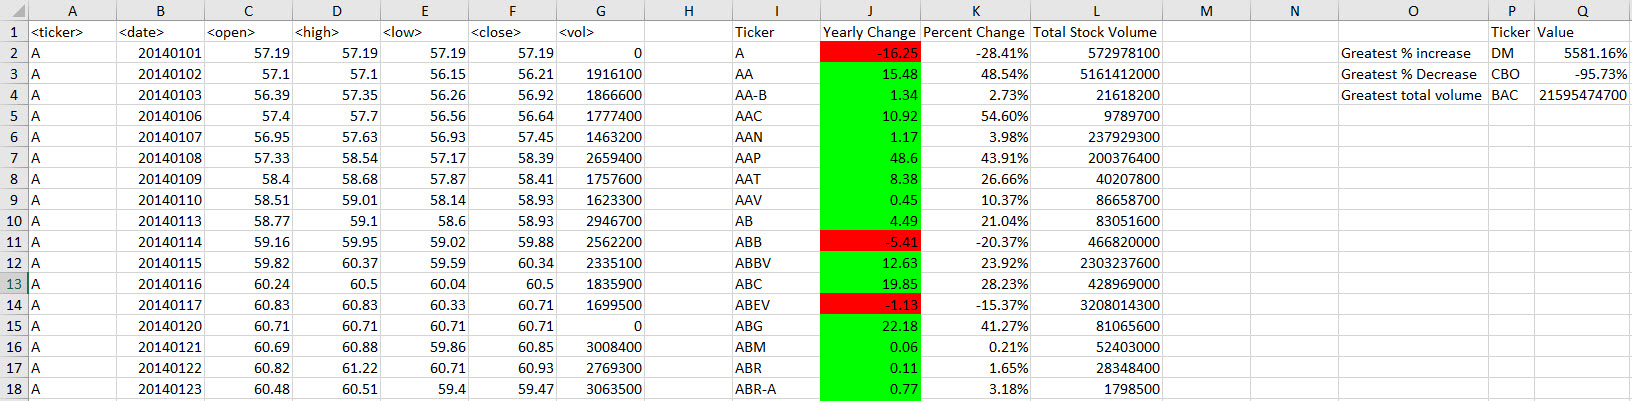 A B C D E F G H I J K L M N O P Q
1 <ticker> <date> <open> <high> <low> <close> <vol> Ticker Yearly Change Percent Change Total Stock Volume Ticker Value
2 A 20140101 57.19 57.19 57.19 57.19 0 A -16.25 -28.41% 572978100 Greatest % increase DM 5581.16%
3 A 20140102 57.1 57.1 56.15 56.21 1916100 AA 15.48 48.54% 5161412000 Greatest % Decrease CBO -95.73%
4 A 20140103 56.39 57.35 56.26 56.92 1866600 AA-B 1.34 2.73% 21618200 Greatest total volume BAC 21595474700
5 A 20140106 57.4 57.7 56.56 56.64 1777400 AAC 10.92 54.60% 9789700
6 A 20140107 56.95 57.63 56.93 57.45 1463200 AAN 1.17 3.98% 237929300
7 A 20140108 57.33 58.54 57.17 58.39 2659400 AAP 48.6 43.91% 200376400
8 A 20140109 58.4 58.68 57.87 58.41 1757600 AAT 8.38 26.66% 40207800
9 A 20140110 58.51 59.01 58.14 58.93 1623300 AAV 0.45 10.37% 86658700
10 A 20140113 58.77 59.1 58.6 58.93 2946700 AB 4.49 21.04% 83051600
11 A 20140114 59.16 59.95 59.02 59.88 2562200 ABB -5.41 -20.37% 466820000
12 A 20140115 59.82 60.37 59.59 60.34 2335100 ABBV 12.63 23.92% 2303237600
13 A 20140116 60.24 60.5 60.04 60.5 1835900 ABC 19.85 28.23% 428969000
14 A 20140117 60.83 60.83 60.33 60.71 1699500 ABEV -1.13 -15.37% 3208014300
15 A 20140120 60.71 60.71 60.71 60.71 0 ABG 22.18 41.27% 81065600
16 A 20140121 60.69 60.88 59.86 60.85 3008400 ABM 0.06 0.21% 52403000
17 A 20140122 60.82 61.22 60.71 60.93 2769300 ABR 0.11 1.65% 28348400
18 A 20140123 60.48 60.51 59.4 59.47 3063500 ABR-A 0.77 3.18% 1798500